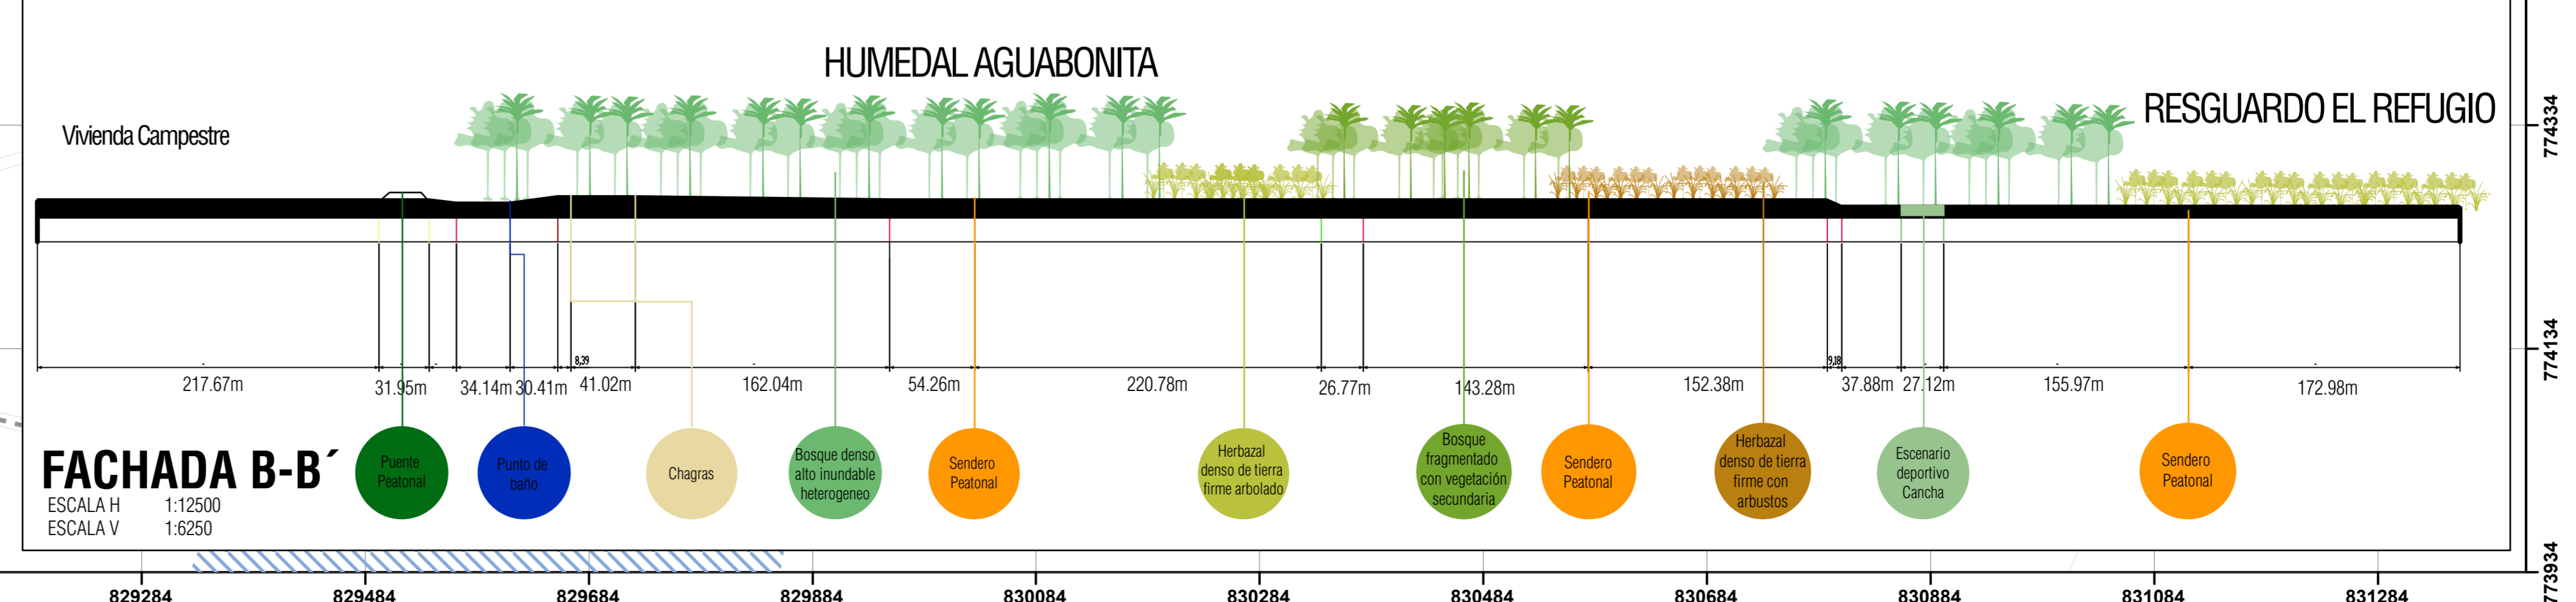 HUMEDAL AGUABONITA
RESGUARDO EL REFUGIO
Vivienda Campestre
774334
8,39
9,18
217.67m
31.95m
34.14m
30.41m
41.02m
162.04m
54.26m
220.78m
26.77m
143.28m
152.38m
37.88m
27.12m
155.97m
172.98m
774134
FACHADA B-B´
ESCALA H 1:12500
ESCALA V 1:6250
Puente
Peatonal
Punto de
baño
Chagras
Bosque denso
alto inundable
heterogeneo
Sendero
Peatonal
Herbazal
denso de tierra
firme arbolado
Bosque
fragmentado
con vegetación
secundaria
Sendero
Peatonal
Herbazal
denso de tierra
firme con
arbustos
Escenario
deportivo
Cancha
Sendero
Peatonal
773934
829284
829484
829684
829884
830084
830284
830484
830684
830884
831084
831284